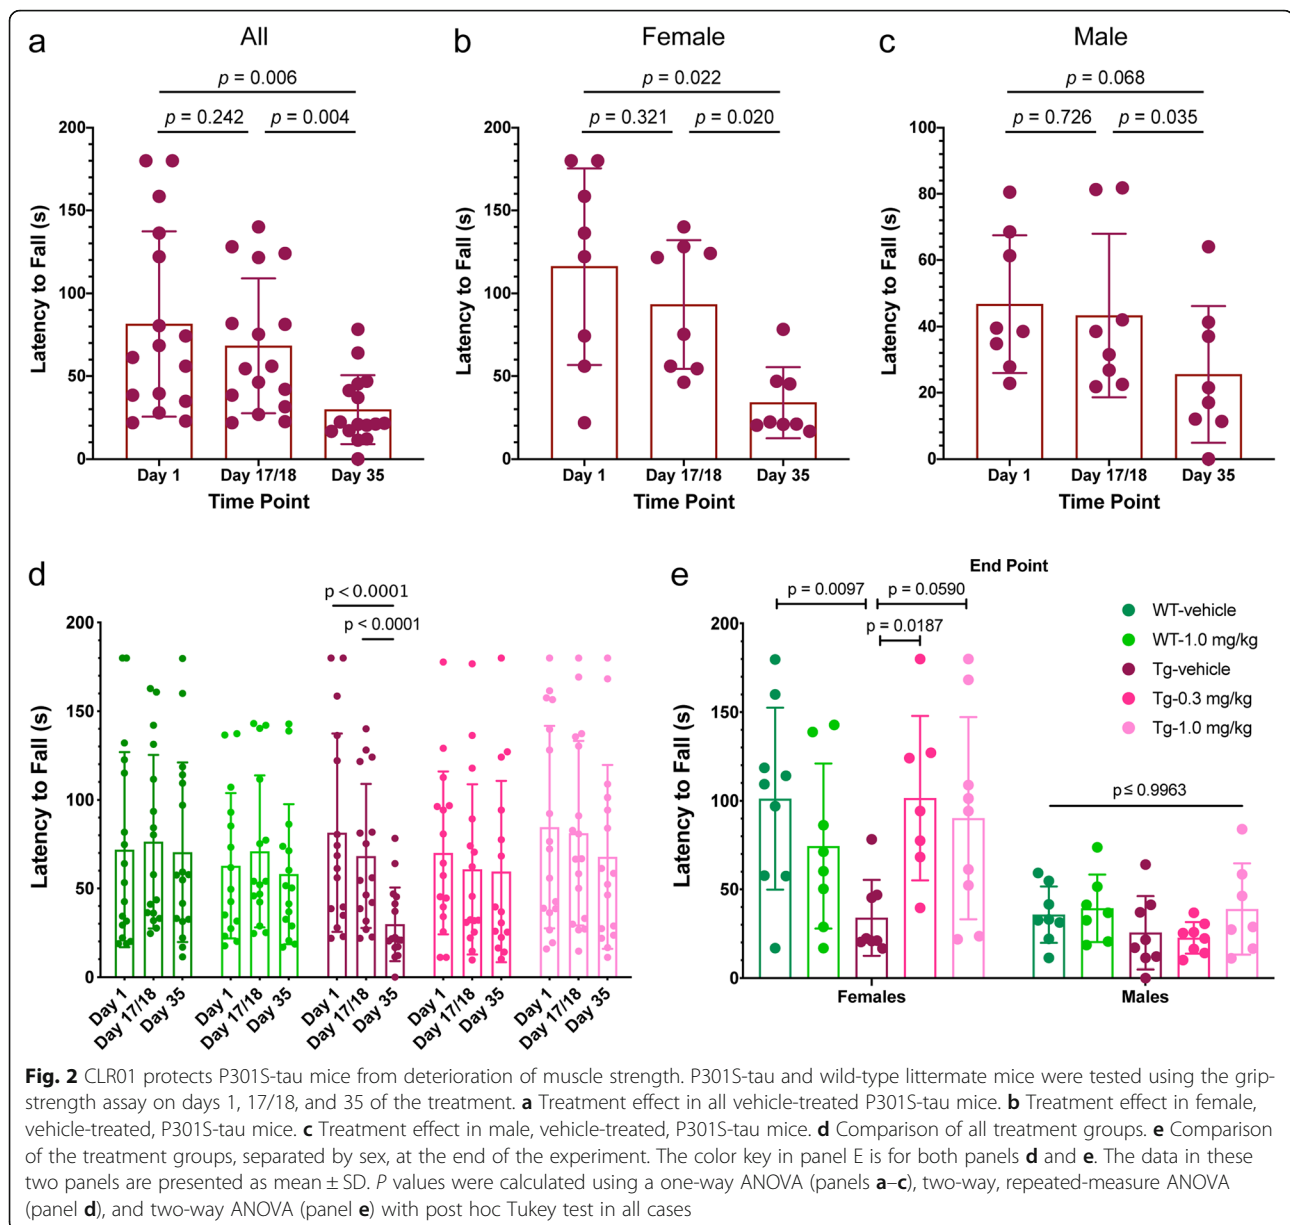 a
All
p = 0.006
p = 0.242
p = 0.004
200
150
100
50
0
Latency to Fall (s)
Day 1
Day 17/18
Day 35
Time Point
b
Female
p = 0.022
p = 0.321
p = 0.020
200
150
100
50
0
Latency to Fall (s)
Day 1
Day 17/18
Day 35
Time Point
c
Male
p = 0.068
p = 0.726
p = 0.035
100
80
60
40
20
0
Latency to Fall (s)
Day 1
Day 17/18
Day 35
Time Point
d
p < 0.0001
p < 0.0001
200
150
100
50
0
Latency to Fall (s)
Day 1
Day 17/18
Day 35
Day 1
Day 17/18
Day 35
Day 1
Day 17/18
Day 35
Day 1
Day 17/18
Day 35
Day 1
Day 17/18
Day 35
e
End Point
p = 0.0097
p = 0.0590
p = 0.0187
WT-vehicle
WT-1.0 mg/kg
Tg-vehicle
Tg-0.3 mg/kg
Tg-1.0 mg/kg
p ≤ 0.9963
200
150
100
50
0
Latency to Fall (s)
Females
Males
Fig. 2 CLR01 protects P301S-tau mice from deterioration of muscle strength. P301S-tau and wild-type littermate mice were tested using the grip-
strength assay on days 1, 17/18, and 35 of the treatment. a Treatment effect in all vehicle-treated P301S-tau mice. b Treatment effect in female,
vehicle-treated, P301S-tau mice. c Treatment effect in male, vehicle-treated, P301S-tau mice. d Comparison of all treatment groups. e Comparison
of the treatment groups, separated by sex, at the end of the experiment. The color key in panel E is for both panels d and e. The data in these
two panels are presented as mean ± SD. P values were calculated using a one-way ANOVA (panels a–c), two-way, repeated-measure ANOVA
(panel d), and two-way ANOVA (panel e) with post hoc Tukey test in all cases